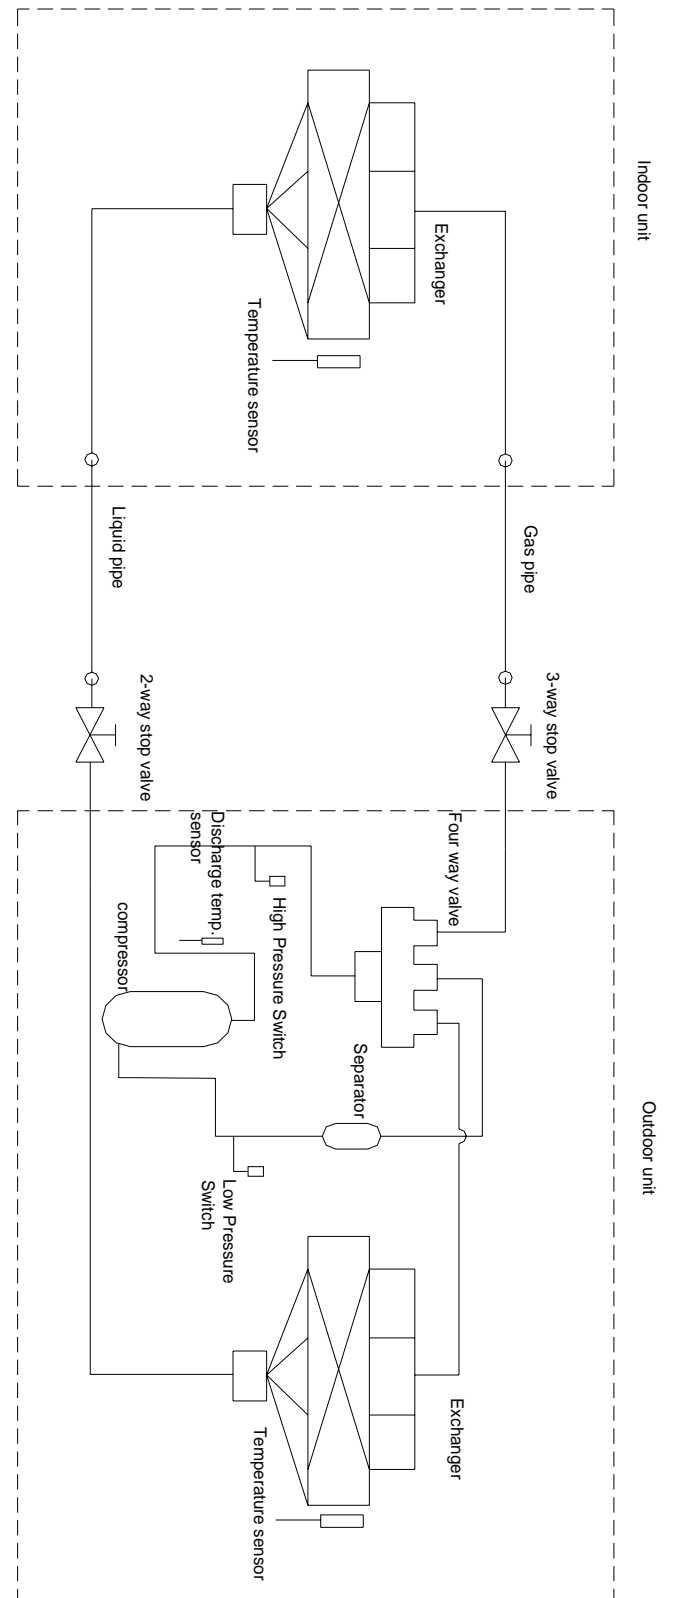 Indoor unit
Exchanger
Temperature sensor
Gas pipe
Liquid pipe
3-way stop valve
2-way stop valve
Outdoor unit
Four way valve
Discharge temp.
sensor
High Pressure Switch
compressor
Separator
Low Pressure
Switch
Exchanger
Temperature sensor